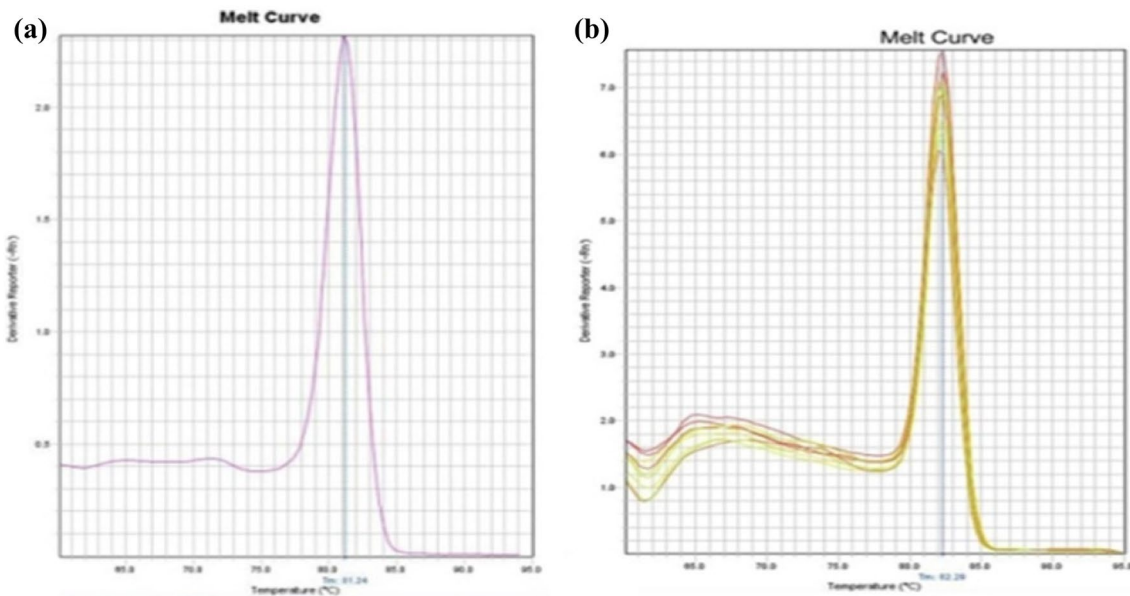 (a)
Melt Curve
2.0
1.5
1.0
0.5
Derivative Reporter (-Rn)
65.0 70.0 75.0 80.0 85.0 90.0 95.0
Tm: 81.24
Temperature (°C)
(b)
Melt Curve
7.0
6.0
5.0
4.0
3.0
2.0
1.0
Derivative Reporter (-Rn)
65.0 70.0 75.0 80.0 85.0 90.0 95.0
Temperature (°C)